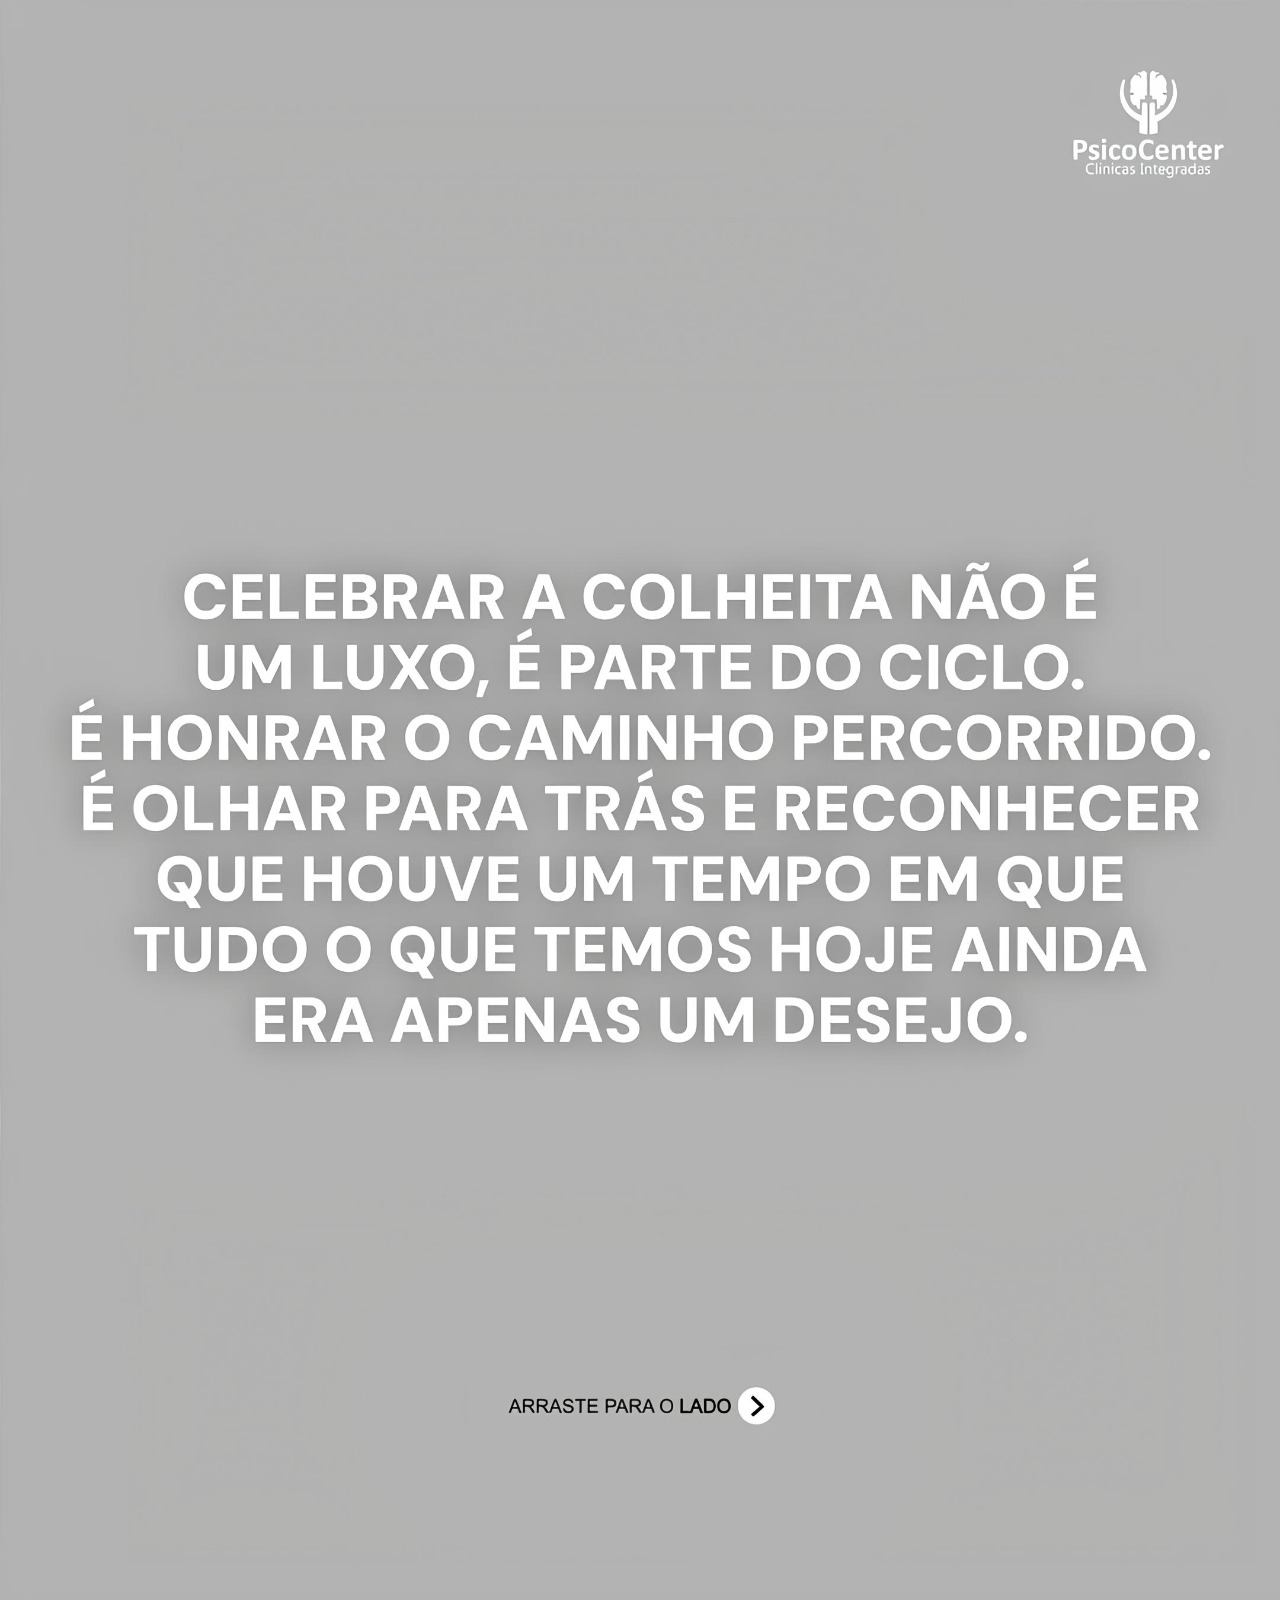 PsicoCenter
Clínicas Integradas
CELEBRAR A COLHEITA NÃO É
UM LUXO, É PARTE DO CICLO.
É HONRAR O CAMINHO PERCORRIDO.
É OLHAR PARA TRÁS E RECONHECER
QUE HOUVE UM TEMPO EM QUE
TUDO O QUE TEMOS HOJE AINDA
ERA APENAS UM DESEJO.
ARRASTE PARA O LADO